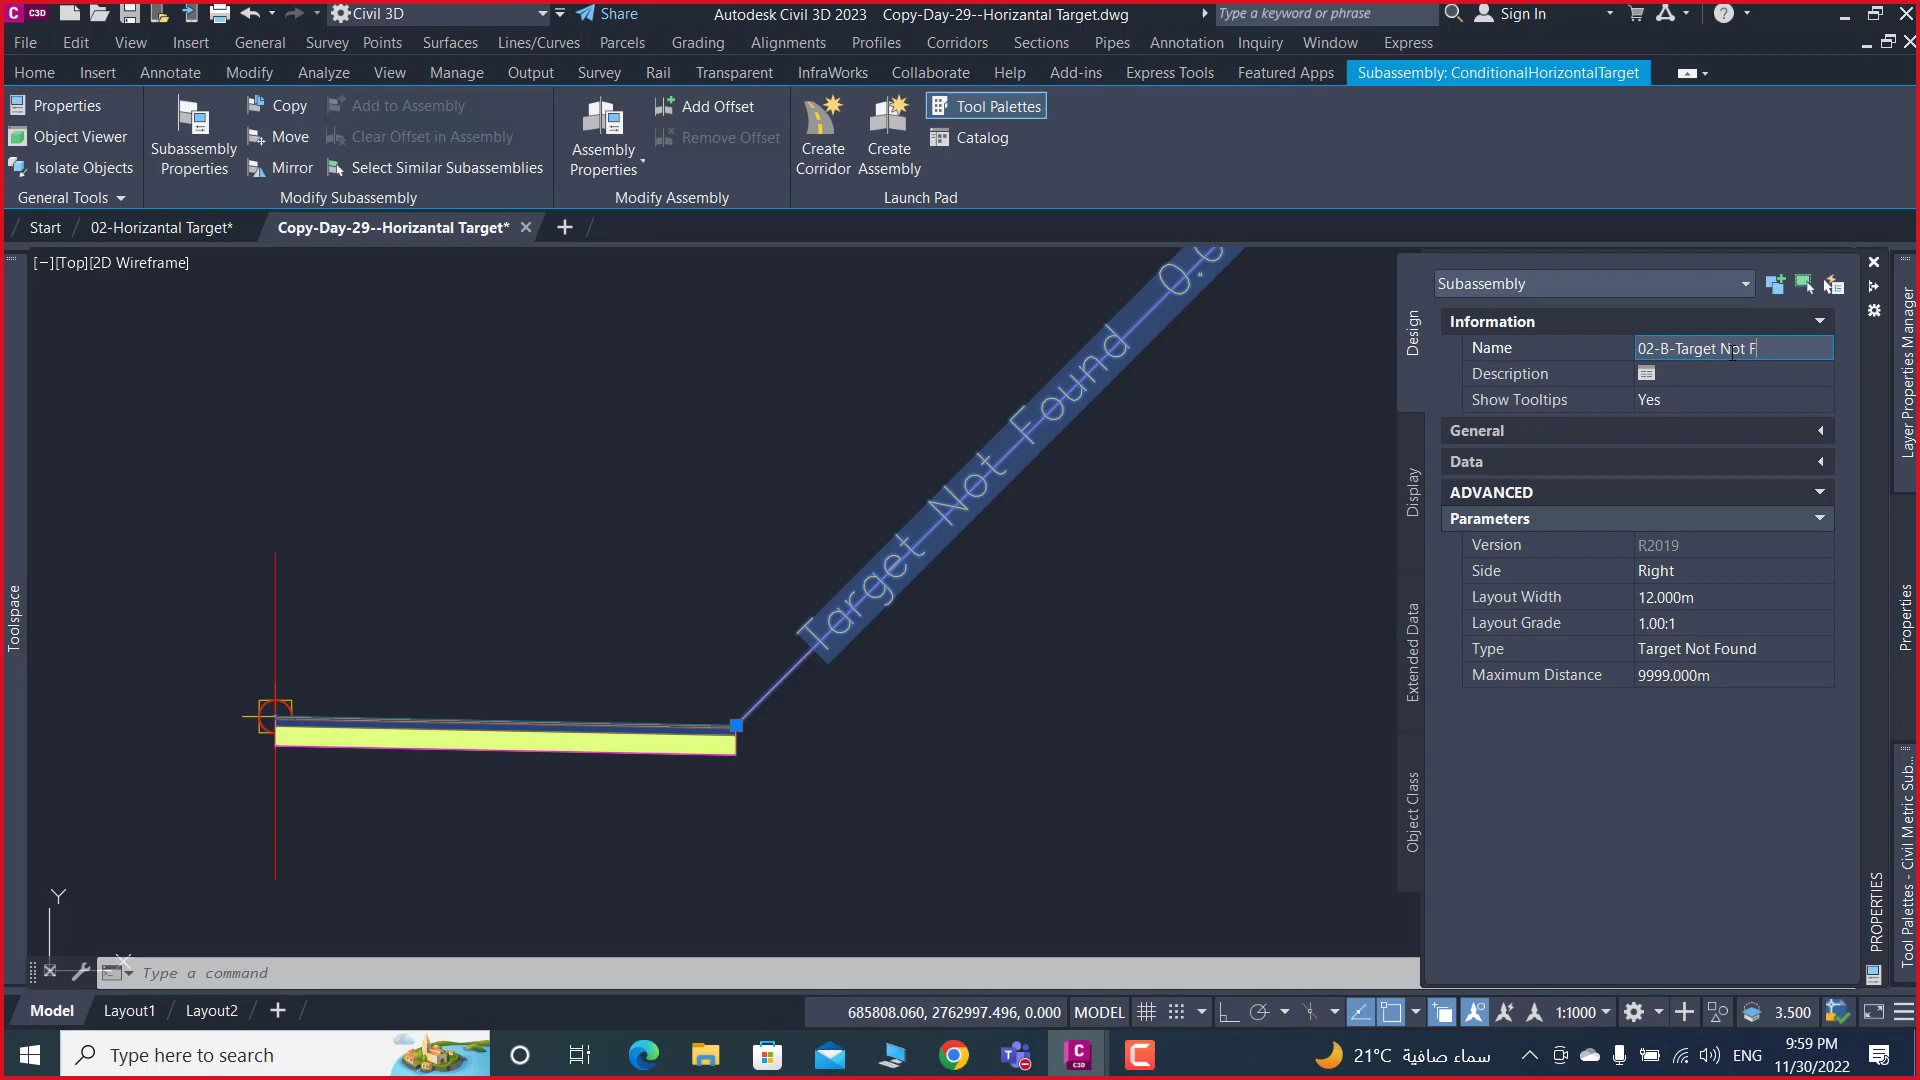 C3D
Civil 3D
Share
Autodesk Civil 3D 2023 Copy-Day-29--Horizantal Target.dwg
Type a keyword or phrase
Sign In
File Edit View Insert General Survey Points Surfaces Lines/Curves Parcels Grading Alignments Profiles Corridors Sections Pipes Annotation Inquiry Window Express
Home Insert Annotate Modify Analyze View Manage Output Survey Rail Transparent InfraWorks Collaborate Help Add-ins Express Tools Featured Apps Subassembly: ConditionalHorizontalTarget
Properties
Object Viewer
Isolate Objects
General Tools
Subassembly
Properties
Copy
Move
Mirror
Add to Assembly
Clear Offset in Assembly
Select Similar Subassemblies
Modify Subassembly
Assembly
Properties
Add Offset
Remove Offset
Modify Assembly
Create
Corridor
Create
Assembly
Tool Palettes
Catalog
Launch Pad
Start 02-Horizantal Target* Copy-Day-29--Horizantal Target*
[−][Top][2D Wireframe]
Toolspace
Target Not Found 0.0
Y
Design
Display
Extended Data
Object Class
Subassembly
Information
Name 02-B-Target Not F
Description
Show Tooltips Yes
General
Data
ADVANCED
Parameters
Version R2019
Side Right
Layout Width 12.000m
Layout Grade 1.00:1
Type Target Not Found
Maximum Distance 9999.000m
PROPERTIES
Layer Properties Manager
Properties
Tool Palettes - Civil Metric Sub...
Type a command
Model Layout1 Layout2
685808.060, 2762997.496, 0.000 MODEL
1:1000
3.500
Type here to search
21°C سماء صافية
ENG
9:59 PM
11/30/2022